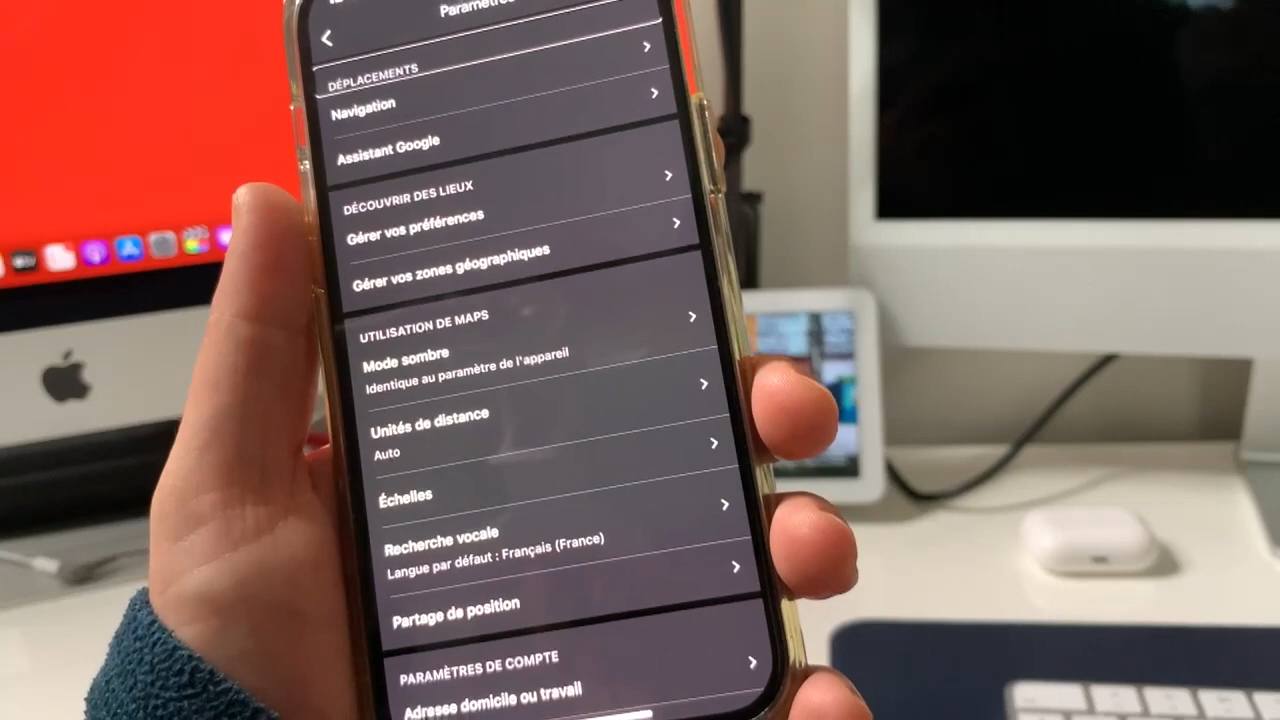 Paramètres
DÉPLACEMENTS
Navigation
Assistant Google
DÉCOUVRIR DES LIEUX
Gérer vos préférences
Gérer vos zones géographiques
UTILISATION DE MAPS
Mode sombre
Identique au paramètre de l'appareil
Unités de distance
Auto
Échelles
Recherche vocale
Langue par défaut : Français (France)
Partage de position
PARAMÈTRES DE COMPTE
Adresse domicile ou travail